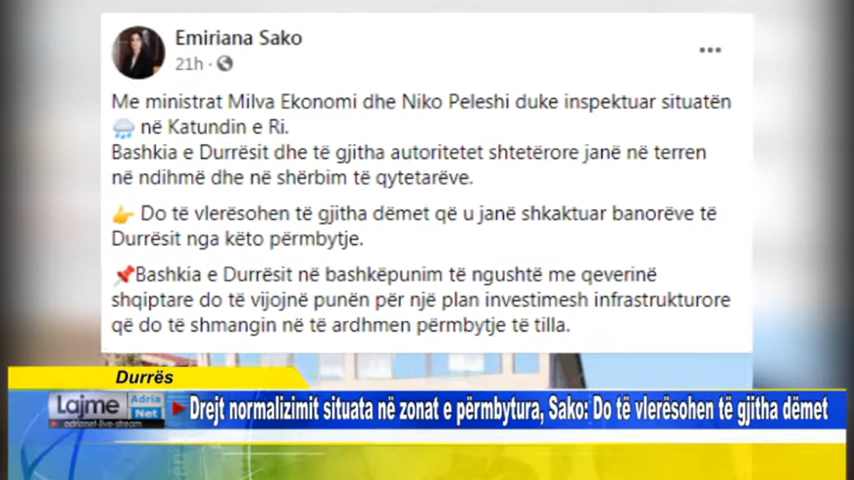 Emiriana Sako
21h
Me ministrat Milva Ekonomi dhe Niko Peleshi duke inspektuar situatën
në Katundin e Ri.
Bashkia e Durrësit dhe të gjitha autoritetet shtetërore janë në terren
në ndihmë dhe në shërbim të qytetarëve.
Do të vlerësohen të gjitha dëmet që u janë shkaktuar banorëve të
Durrësit nga këto përmbytje.
Bashkia e Durrësit në bashkëpunim të ngushtë me qeverinë
shqiptare do të vijojnë punën për një plan investimesh infrastrukturore
që do të shmangin në të ardhmen përmbytje të tilla.
Durrës
Lajme Adria Net
adrianet-live-stream
Drejt normalizimit situata në zonat e përmbytura, Sako: Do të vlerësohen të gjitha dëmet